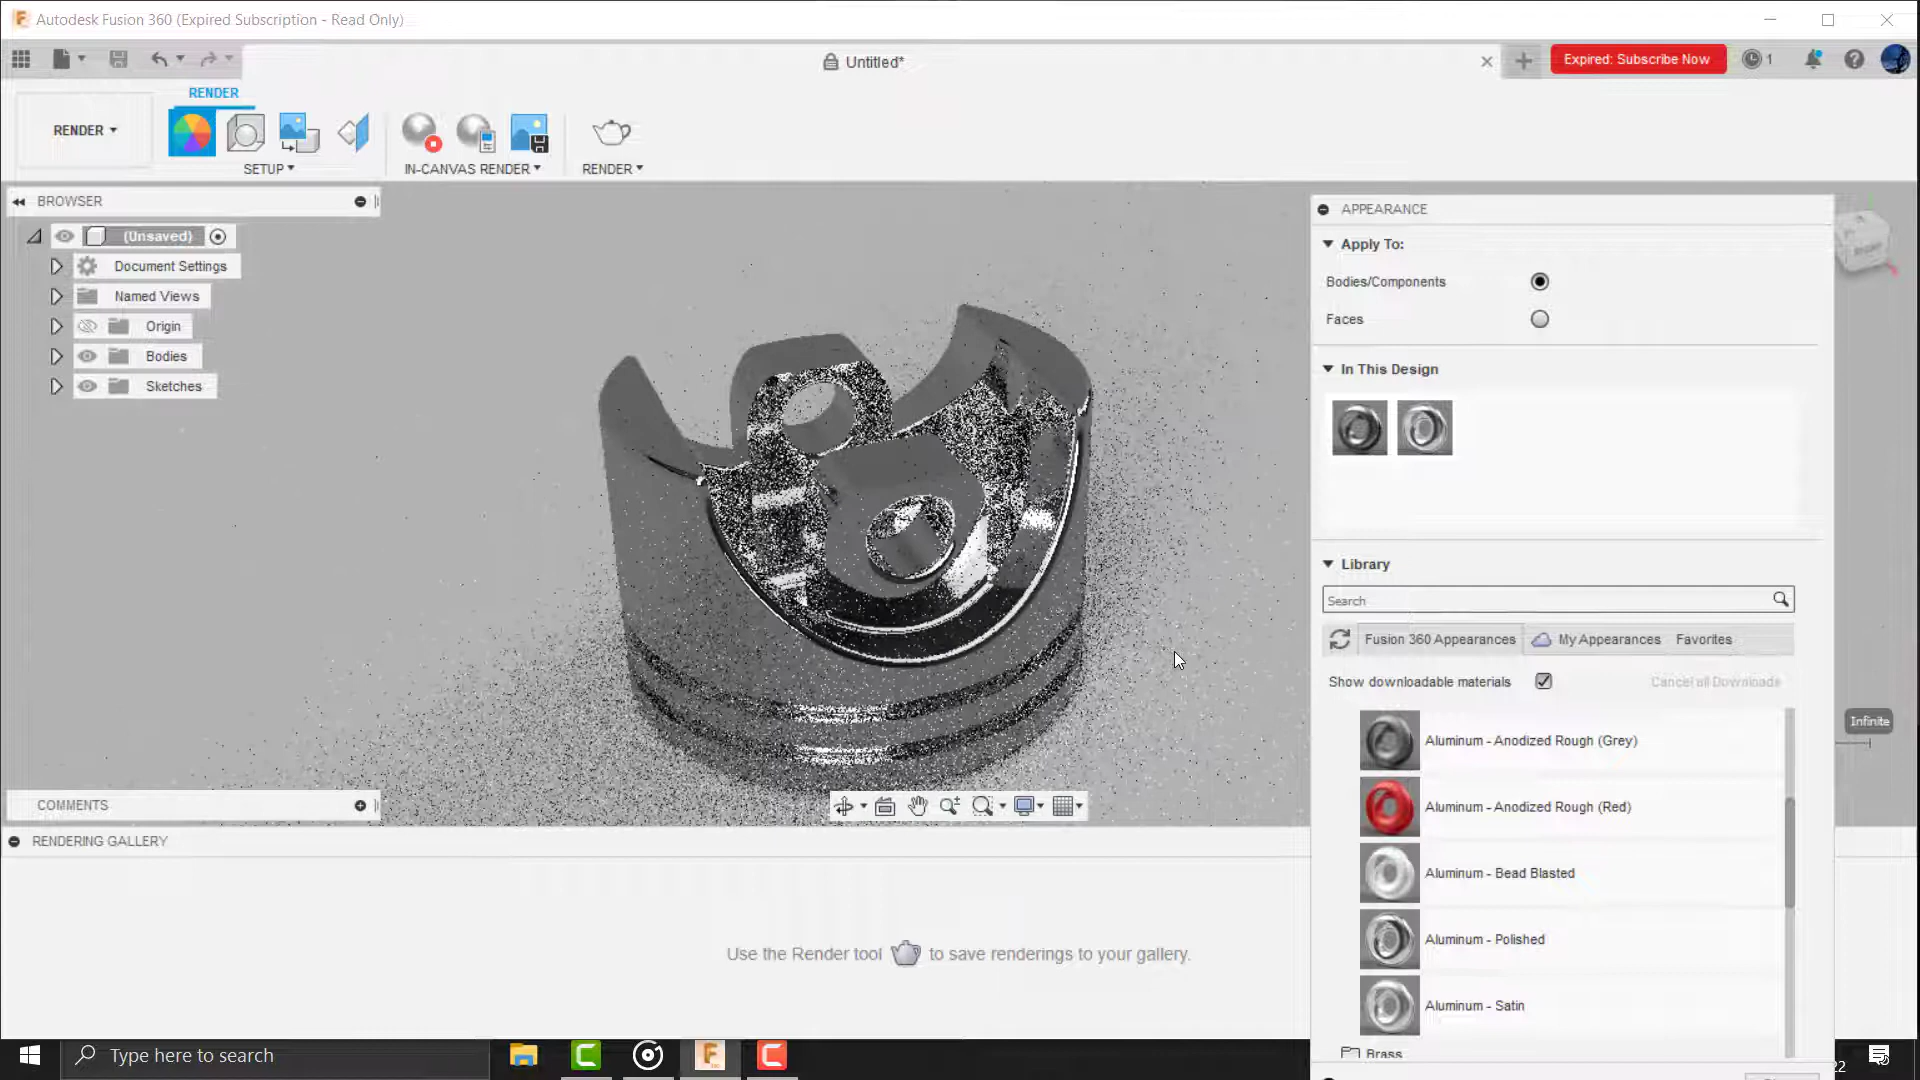 Autodesk Fusion 360 (Expired Subscription - Read Only)
Untitled*
Expired: Subscribe Now
1
RENDER
RENDER
SETUP
IN-CANVAS RENDER
RENDER
BROWSER
(Unsaved)
Document Settings
Named Views
Origin
Bodies
Sketches
APPEARANCE
Apply To:
Bodies/Components
Faces
In This Design
Library
Search
Fusion 360 Appearances
My Appearances
Favorites
Show downloadable materials
Cancel all Downloads
Aluminum - Anodized Rough (Grey)
Aluminum - Anodized Rough (Red)
Aluminum - Bead Blasted
Aluminum - Polished
Aluminum - Satin
Brass
Infinite
COMMENTS
RENDERING GALLERY
Use the Render tool to save renderings to your gallery.
Type here to search
22